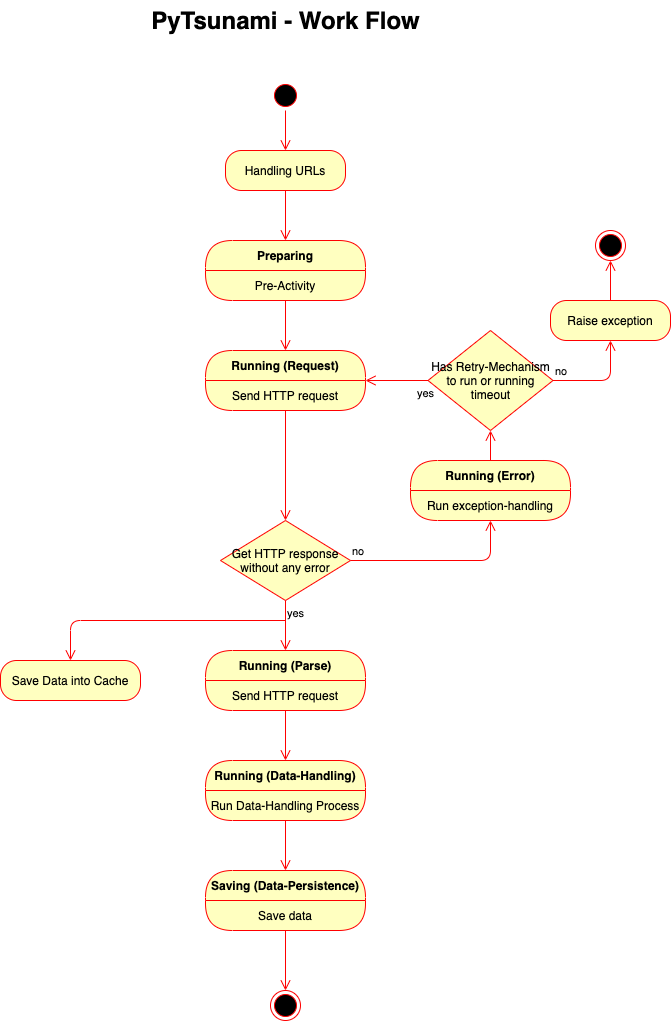 PyTsunami - Work Flow
Handling URLs
Preparing
Pre-Activity
Raise exception
Running (Request)
Send HTTP request
Has Retry-Mechanism
to run or running
timeout
no
yes
Running (Error)
Run exception-handling
Get HTTP response
without any error
no
yes
Save Data into Cache
Running (Parse)
Send HTTP request
Running (Data-Handling)
Run Data-Handling Process
Saving (Data-Persistence)
Save data